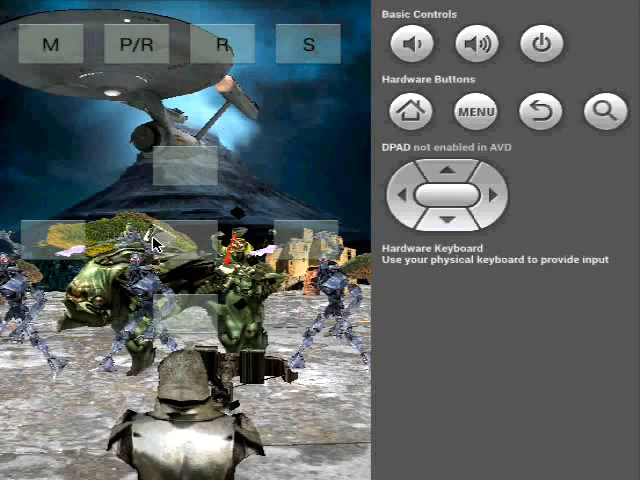 M P/R R S
Basic Controls
Hardware Buttons
MENU
DPAD not enabled in AVD
Hardware Keyboard
Use your physical keyboard to provide input